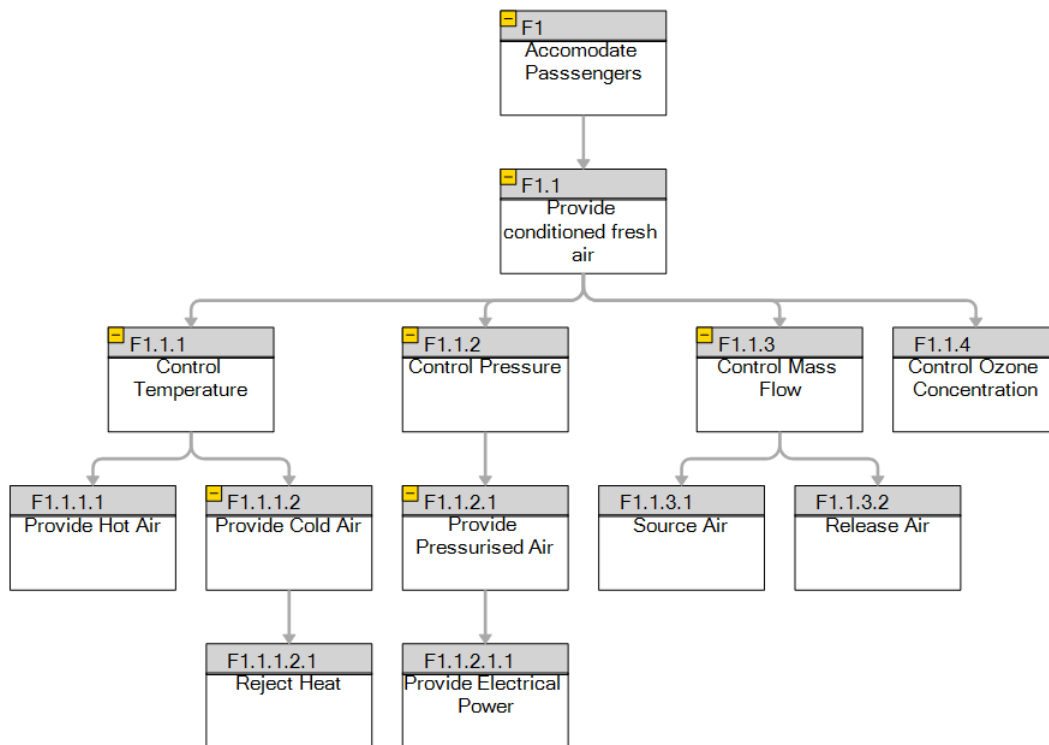 F1
Accomodate
Passsengers
F1.1
Provide
conditioned fresh
air
F1.1.1
Control
Temperature
F1.1.2
Control Pressure
F1.1.3
Control Mass
Flow
F1.1.4
Control Ozone
Concentration
F1.1.1.1
Provide Hot Air
F1.1.1.2
Provide Cold Air
F1.1.2.1
Provide
Pressurised Air
F1.1.3.1
Source Air
F1.1.3.2
Release Air
F1.1.1.2.1
Reject Heat
F1.1.2.1.1
Provide Electrical
Power